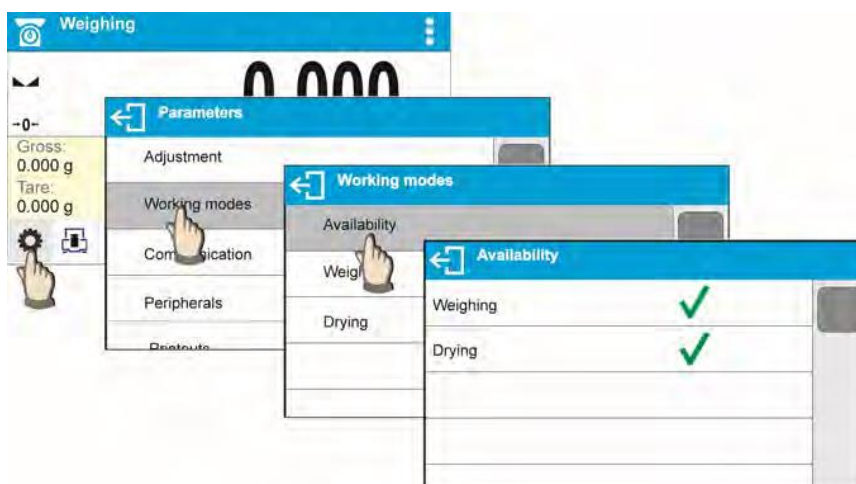 Weighing
0.000
-0-
Gross:
0.000 g
Tare:
0.000 g
Parameters
Adjustment
Working modes
Peripherals
Working modes
Availability
Drying
Availability
Weighing
Drying